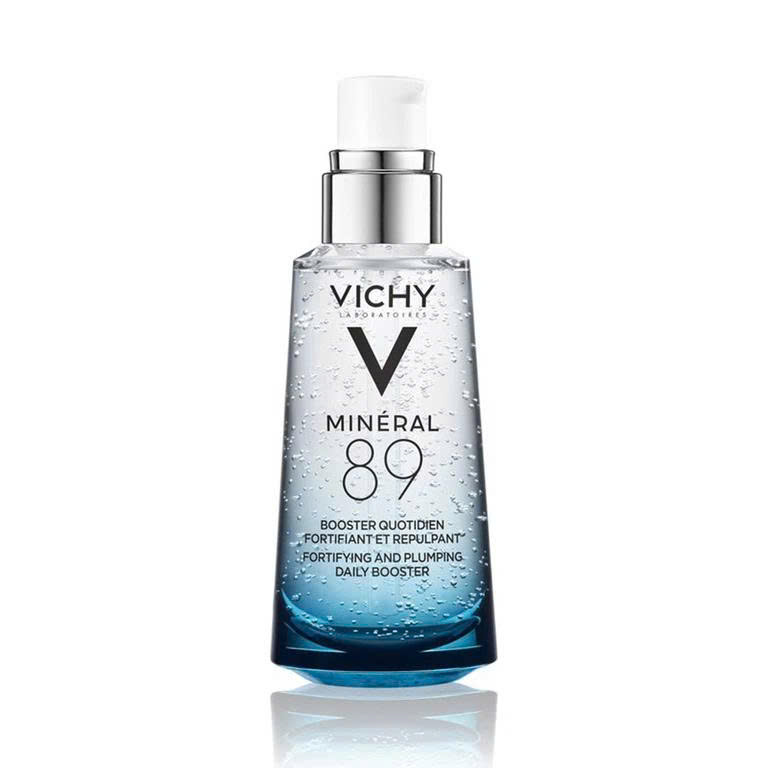 VICHY
LABORATOIRES
V
MINÉRAL
89
BOOSTER QUOTIDIEN
FORTIFIANT ET REPULPANT
FORTIFYING AND PLUMPING
DAILY BOOSTER